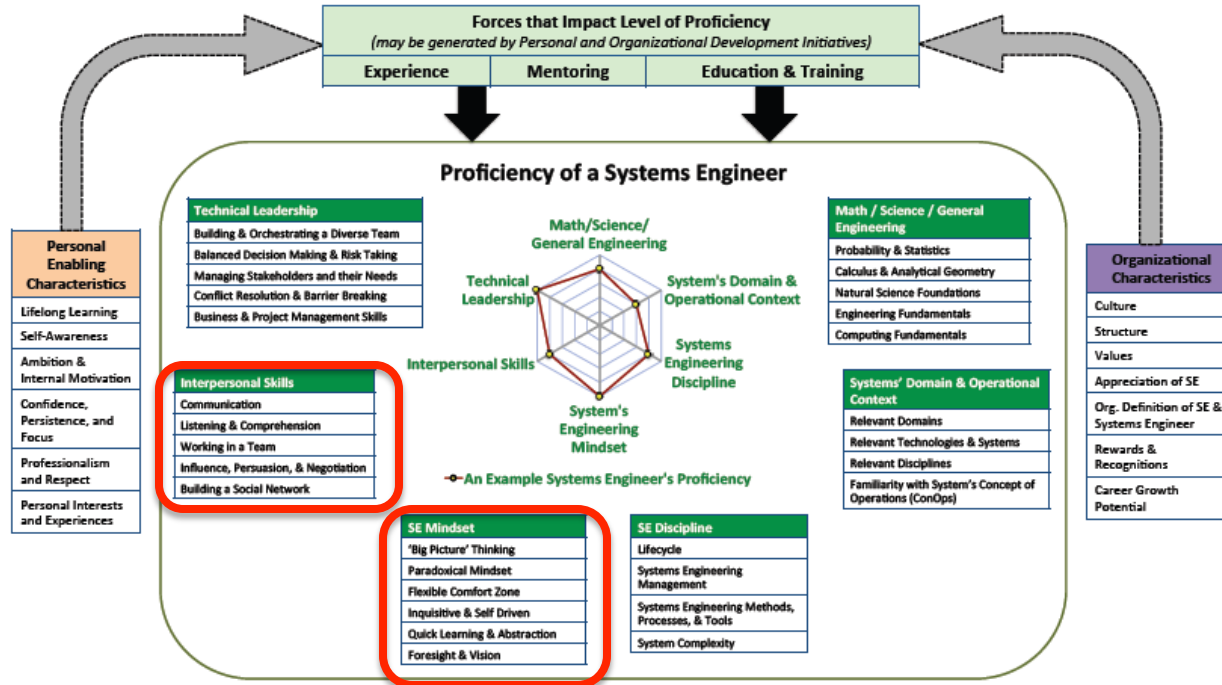 Forces that Impact Level of Proficiency
(may be generated by Personal and Organizational Development Initiatives)
Experience
Mentoring
Education & Training
Proficiency of a Systems Engineer
Personal
Enabling
Characteristics
Lifelong Learning
Self-Awareness
Ambition &
Internal Motivation
Confidence,
Persistence, and
Focus
Professionalism
and Respect
Personal Interests
and Experiences
Technical Leadership
Building & Orchestrating a Diverse Team
Balanced Decision Making & Risk Taking
Managing Stakeholders and their Needs
Conflict Resolution & Barrier Breaking
Business & Project Management Skills
Interpersonal Skills
Communication
Listening & Comprehension
Working in a Team
Influence, Persuasion, & Negotiation
Building a Social Network
Math/Science/
General Engineering
System's Domain &
Operational Context
Systems
Engineering
Discipline
System's
Engineering
Mindset
Interpersonal Skills
Technical
Leadership
An Example Systems Engineer's Proficiency
SE Mindset
'Big Picture' Thinking
Paradoxical Mindset
Flexible Comfort Zone
Inquisitive & Self Driven
Quick Learning & Abstraction
Foresight & Vision
SE Discipline
Lifecycle
Systems Engineering
Management
Systems Engineering Methods,
Processes, & Tools
System Complexity
Math / Science / General
Engineering
Probability & Statistics
Calculus & Analytical Geometry
Natural Science Foundations
Engineering Fundamentals
Computing Fundamentals
Systems' Domain & Operational
Context
Relevant Domains
Relevant Technologies & Systems
Relevant Disciplines
Familiarity with System's Concept of
Operations (ConOps)
Organizational
Characteristics
Culture
Structure
Values
Appreciation of SE
Org. Definition of SE &
Systems Engineer
Rewards &
Recognitions
Career Growth
Potential